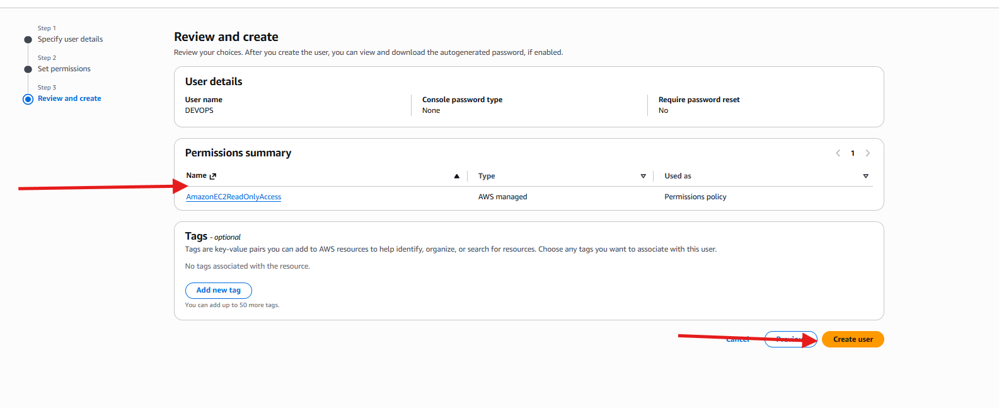 Step 1
Specify user details
Step 2
Set permissions
Step 3
Review and create
Review and create
Review your choices. After you create the user, you can view and download the autogenerated password, if enabled.
User details
User name
DEVOPS
Console password type
None
Require password reset
No
Permissions summary
1
Name Type Used as
AmazonEC2ReadOnlyAccess AWS managed Permissions policy
Tags - optional
Tags are key-value pairs you can add to AWS resources to help identify, organize, or search for resources. Choose any tags you want to associate with this user.
No tags associated with the resource.
Add new tag
You can add up to 50 more tags.
Cancel Create user